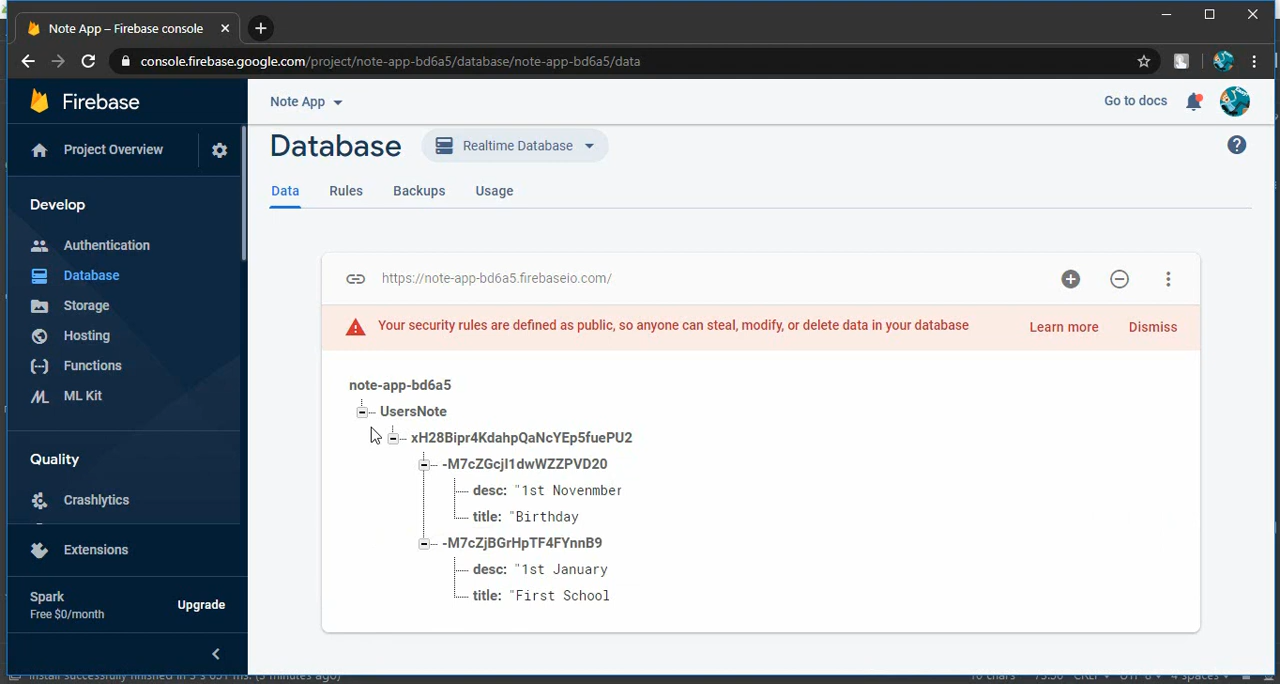 Note App – Firebase console
console.firebase.google.com/project/note-app-bd6a5/database/note-app-bd6a5/data
Firebase
Note App
Go to docs
Project Overview
Database
Realtime Database
Data
Rules
Backups
Usage
Develop
Authentication
Database
Storage
Hosting
Functions
ML Kit
Quality
Crashlytics
Extensions
Spark
Free $0/month
Upgrade
https://note-app-bd6a5.firebaseio.com/
Your security rules are defined as public, so anyone can steal, modify, or delete data in your database
Learn more
Dismiss
note-app-bd6a5
UsersNote
xH28Bipr4KdahpQaNcYEp5fuePU2
-M7cZGcjI1dwWZZPVD20
desc: "1st Novenmber
title: "Birthday
-M7cZjBGrHpTF4FYnnB9
desc: "1st January
title: "First School